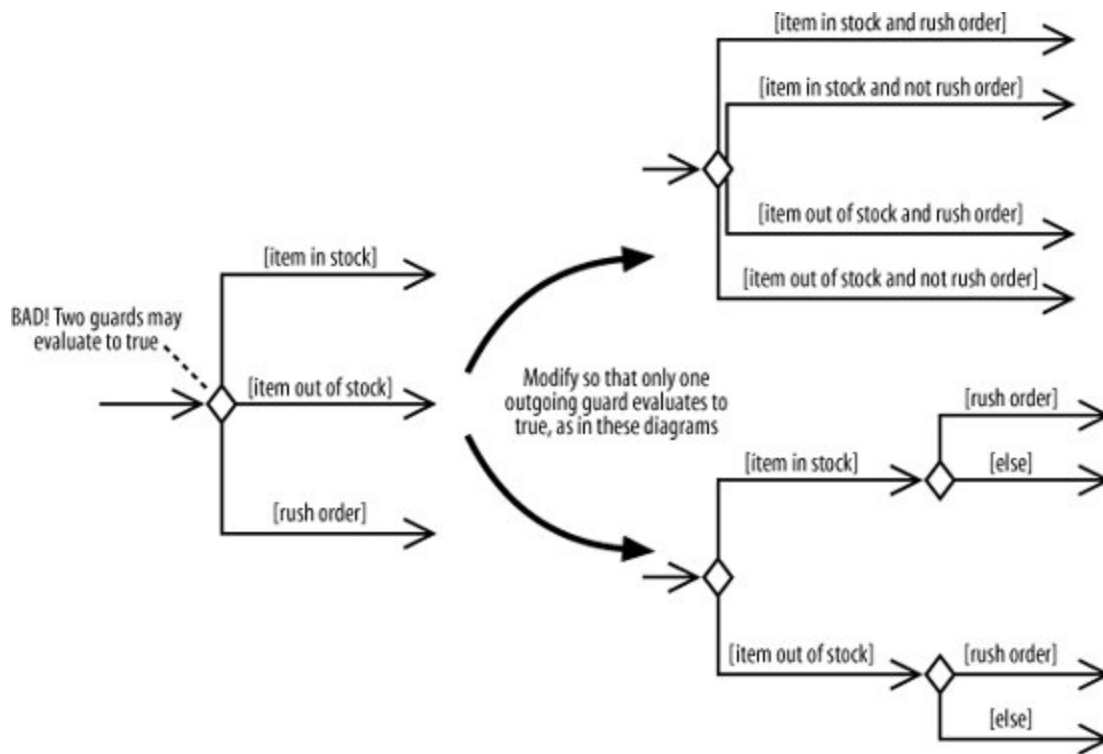 [item in stock and rush order]
[item in stock and not rush order]
[item out of stock and rush order]
[item out of stock and not rush order]
[item in stock]
BAD! Two guards may
evaluate to true
[item out of stock]
[rush order]
Modify so that only one
outgoing guard evaluates to
true, as in these diagrams
[item in stock]
[rush order]
[else]
[item out of stock]
[rush order]
[else]